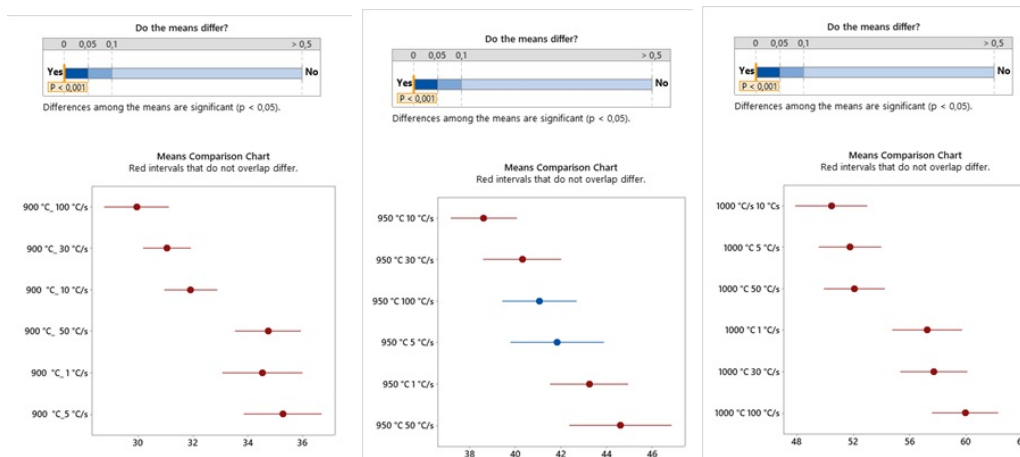 Do the means differ?
0 0,05 0,1 > 0,5
Yes No
P < 0,001
Differences among the means are significant (p < 0,05).
Means Comparison Chart
Red intervals that do not overlap differ.
900 °C_ 100 °C/s
900 °C_ 30 °C/s
900 °C_ 10 °C/s
900 °C_ 50 °C/s
900 °C_ 1 °C/s
900 °C_5 °C/s
30 32 34 36
Do the means differ?
0 0,05 0,1 > 0,5
Yes No
P < 0,001
Differences among the means are significant (p < 0,05).
Means Comparison Chart
Red intervals that do not overlap differ.
950 °C 10 °C/s
950 °C 30 °C/s
950 °C 100 °C/s
950 °C 5 °C/s
950 °C 1 °C/s
950 °C 50 °C/s
38 40 42 44 46
Do the means differ?
0 0,05 0,1 > 0,5
Yes No
P < 0,001
Differences among the means are significant (p < 0,05).
Means Comparison Chart
Red intervals that do not overlap differ.
1000 °C/s 10 °Cs
1000 °C 5 °C/s
1000 °C 50 °C/s
1000 °C 1 °C/s
1000 °C 30 °C/s
1000 °C 100 °C/s
48 52 56 60